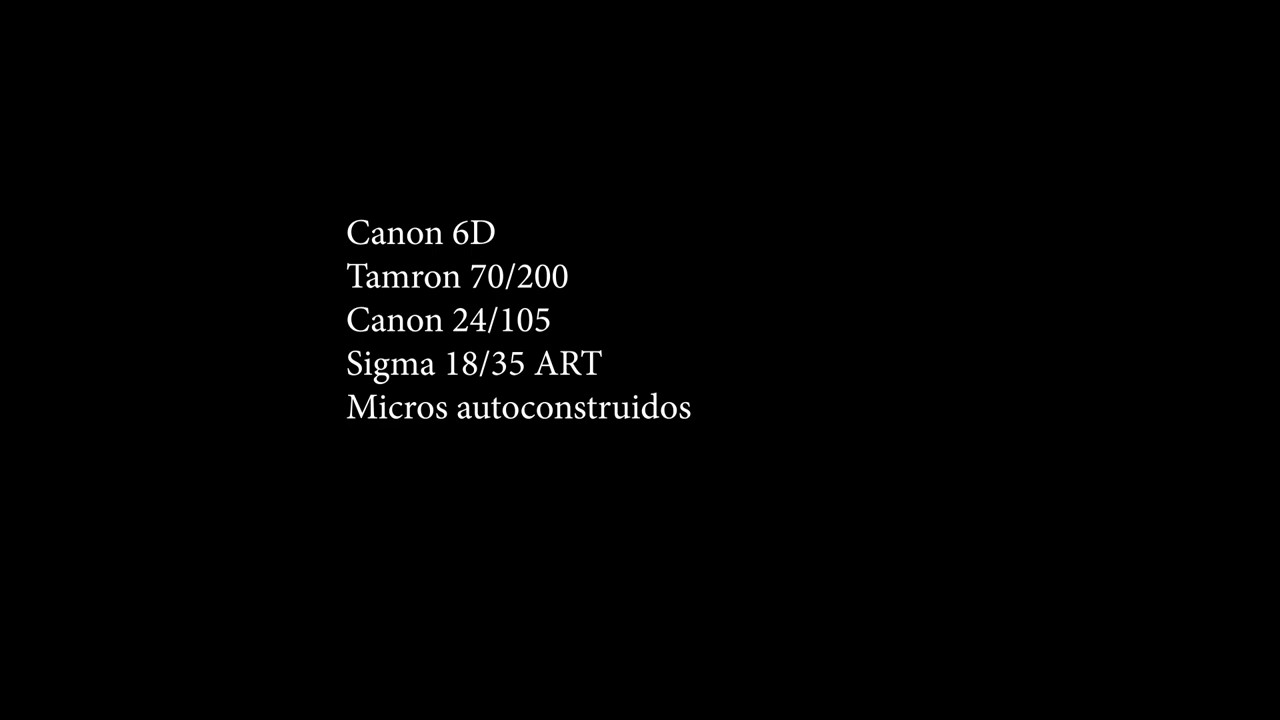 Canon 6D
Tamron 70/200
Canon 24/105
Sigma 18/35 ART
Micros autoconstruidos